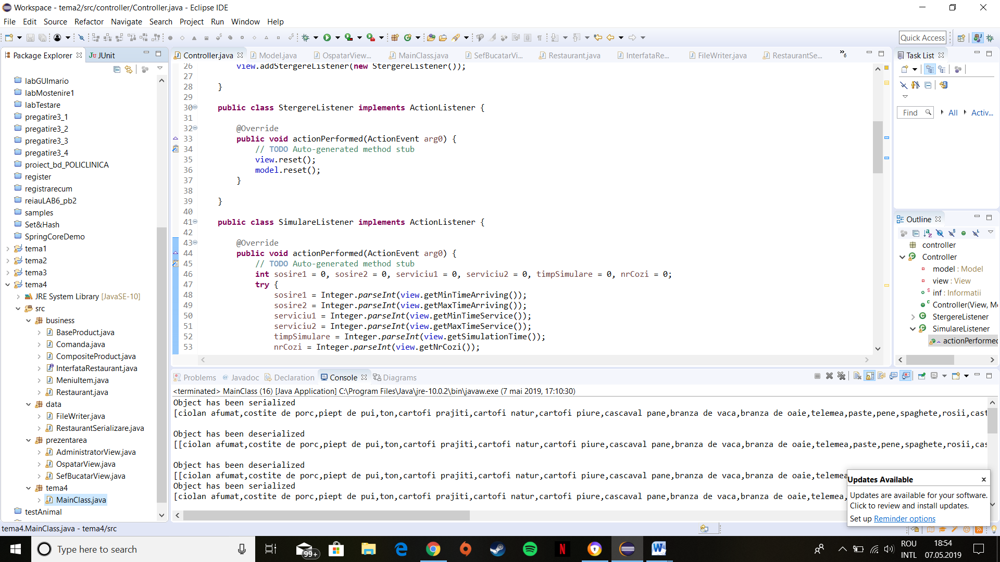 Workspace - tema2/src/controller/Controller.java - Eclipse IDE
File Edit Source Refactor Navigate Search Project Run Window Help
Quick Access
Package Explorer JUnit
labGUImario
labMostenire1
labTestare
pregatire3_1
pregatire3_2
pregatire3_3
pregatire3_4
proiect_bd_POLICLINICA
register
registrarecum
reiauLAB6_pb2
samples
Set&Hash
SpringCoreDemo
tema1
tema2
tema3
tema4
JRE System Library [JavaSE-10]
src
business
BaseProduct.java
Comanda.java
CompositeProduct.java
InterfataRestaurant.java
MeniuItem.java
Restaurant.java
data
FileWriter.java
RestaurantSerializare.java
prezentarea
AdministratorView.java
OspatarView.java
SefBucatarView.java
tema4
MainClass.java
testAnimal
Controller.java Model.java OspatarView... MainClass.java SefBucatarVi... Restaurant.java InterfataRe... FileWriter.java RestaurantSe... »6
26 view.addStergereListener(new StergereListener());
27
28 }
29
30 public class StergereListener implements ActionListener {
31
32 @Override
33 public void actionPerformed(ActionEvent arg0) {
34 // TODO Auto-generated method stub
35 view.reset();
36 model.reset();
37 }
38
39 }
40
41 public class SimulareListener implements ActionListener {
42
43 @Override
44 public void actionPerformed(ActionEvent arg0) {
45 // TODO Auto-generated method stub
46 int sosire1 = 0, sosire2 = 0, serviciu1 = 0, serviciu2 = 0, timpSimulare = 0, nrCozi = 0;
47 try {
48 sosire1 = Integer.parseInt(view.getMinTimeArriving());
49 sosire2 = Integer.parseInt(view.getMaxTimeArriving());
50 serviciu1 = Integer.parseInt(view.getMinTimeService());
51 serviciu2 = Integer.parseInt(view.getMaxTimeService());
52 timpSimulare = Integer.parseInt(view.getSimulationTime());
53 nrCozi = Integer.parseInt(view.getNrCozi());
Task List
Find All Activ...
Outline
controller
Controller
model : Model
view : View
inf : Informatii
Controller(View, Mo
StergereListener
SimulareListener
actionPerformed
Problems Javadoc Declaration Console Diagrams
<terminated> MainClass (16) [Java Application] C:\Program Files\Java\jre-10.0.2\bin\javaw.exe (7 mai 2019, 17:10:30)
Object has been serialized
[ciolan afumat,costite de porc,piept de pui,ton,cartofi prajiti,cartofi natur,cartofi piure,cascaval pane,branza de vaca,branza de oaie,telemea,paste,pene,spaghete,rosii,cast
Object has been deserialized
[[ciolan afumat,costite de porc,piept de pui,ton,cartofi prajiti,cartofi natur,cartofi piure,cascaval pane,branza de vaca,branza de oaie,telemea,paste,pene,spaghete,rosii,cas
Object has been deserialized
[[ciolan afumat,costite de porc,piept de pui,ton,cartofi prajiti,cartofi natur,cartofi piure,cascaval pane,branza de vaca,branza de oaie,telemea
Object has been serialized
[ciolan afumat,costite de porc,piept de pui,ton,cartofi prajiti,cartofi natur,cartofi piure,cascaval pane,branza de vaca,branza de oaie,telemea,
Updates Available
Updates are available for your software.
Click to review and install updates.
Set up Reminder options
tema4.MainClass.java - tema4/src
Type here to search
99+
ROU
INTL
18:54
07.05.2019